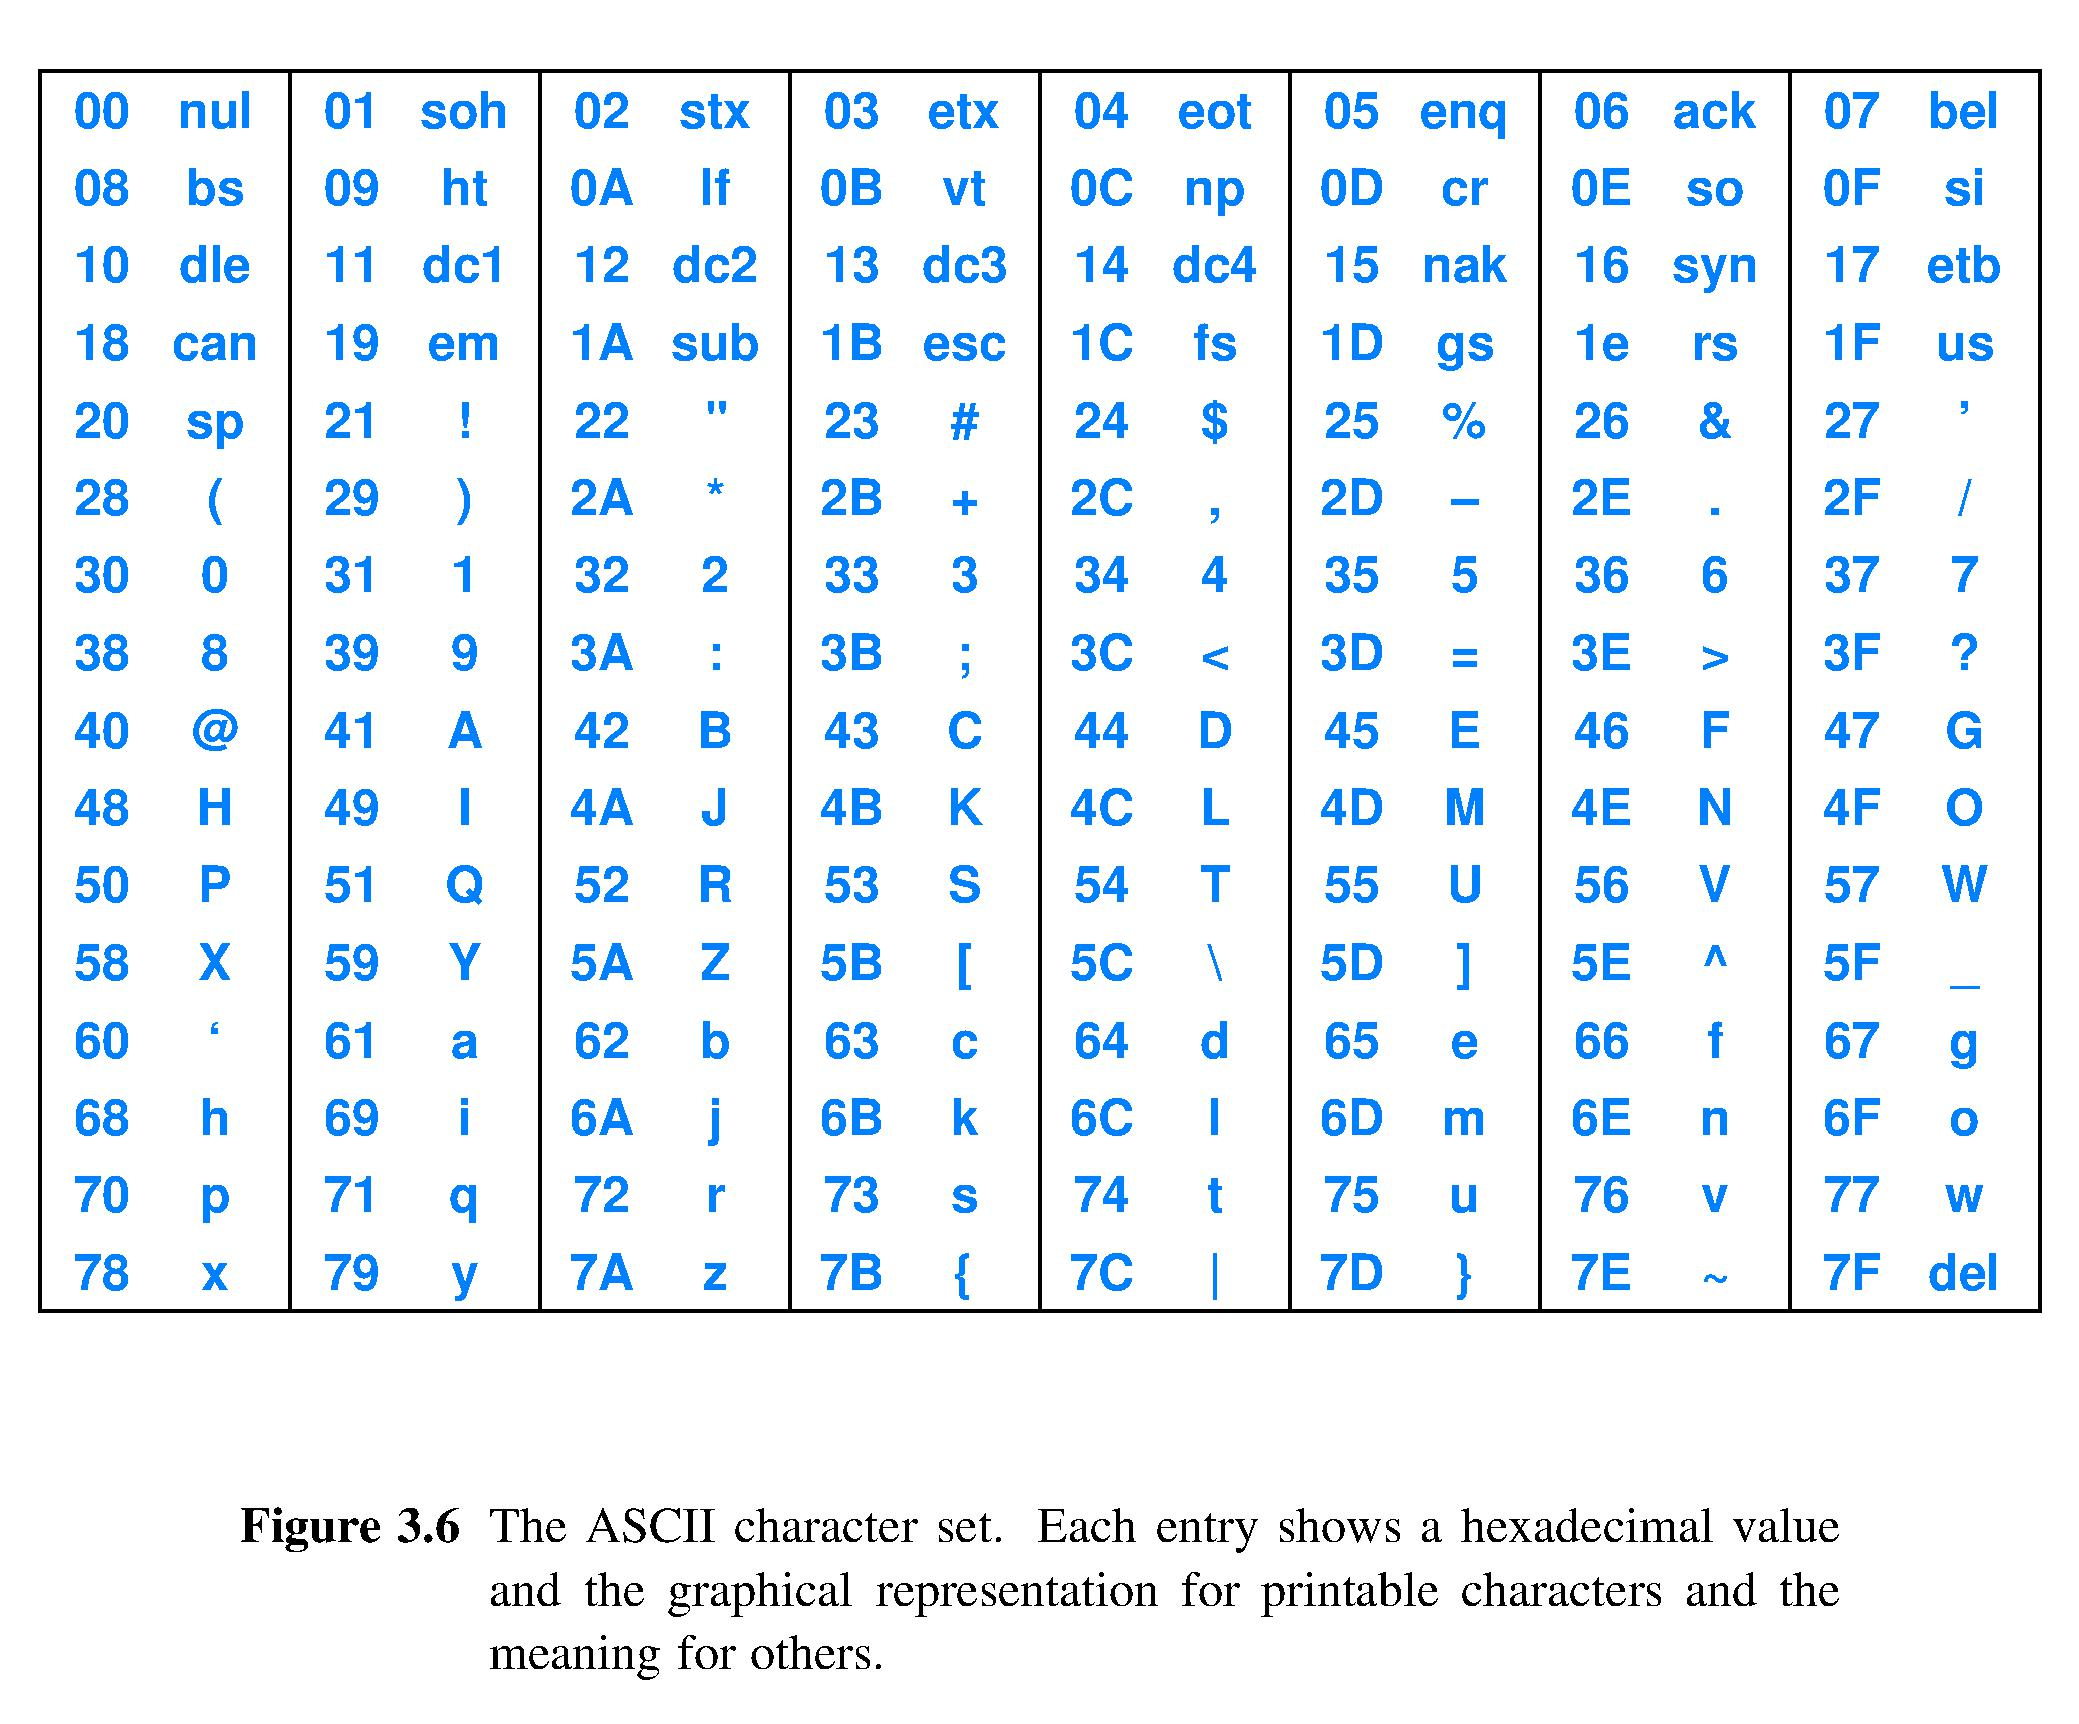 00 nul 01 soh 02 stx 03 etx 04 eot 05 enq 06 ack 07 bel
08 bs 09 ht 0A lf 0B vt 0C np 0D cr 0E so 0F si
10 dle 11 dc1 12 dc2 13 dc3 14 dc4 15 nak 16 syn 17 etb
18 can 19 em 1A sub 1B esc 1C fs 1D gs 1e rs 1F us
20 sp 21 ! 22 " 23 # 24 $ 25 % 26 & 27 ’
28 ( 29 ) 2A * 2B + 2C , 2D – 2E . 2F /
30 0 31 1 32 2 33 3 34 4 35 5 36 6 37 7
38 8 39 9 3A : 3B ; 3C < 3D = 3E > 3F ?
40 @ 41 A 42 B 43 C 44 D 45 E 46 F 47 G
48 H 49 I 4A J 4B K 4C L 4D M 4E N 4F O
50 P 51 Q 52 R 53 S 54 T 55 U 56 V 57 W
58 X 59 Y 5A Z 5B [ 5C \ 5D ] 5E ^ 5F _
60 ‘ 61 a 62 b 63 c 64 d 65 e 66 f 67 g
68 h 69 i 6A j 6B k 6C l 6D m 6E n 6F o
70 p 71 q 72 r 73 s 74 t 75 u 76 v 77 w
78 x 79 y 7A z 7B { 7C | 7D } 7E ~ 7F del
Figure 3.6 The ASCII character set. Each entry shows a hexadecimal value
and the graphical representation for printable characters and the
meaning for others.